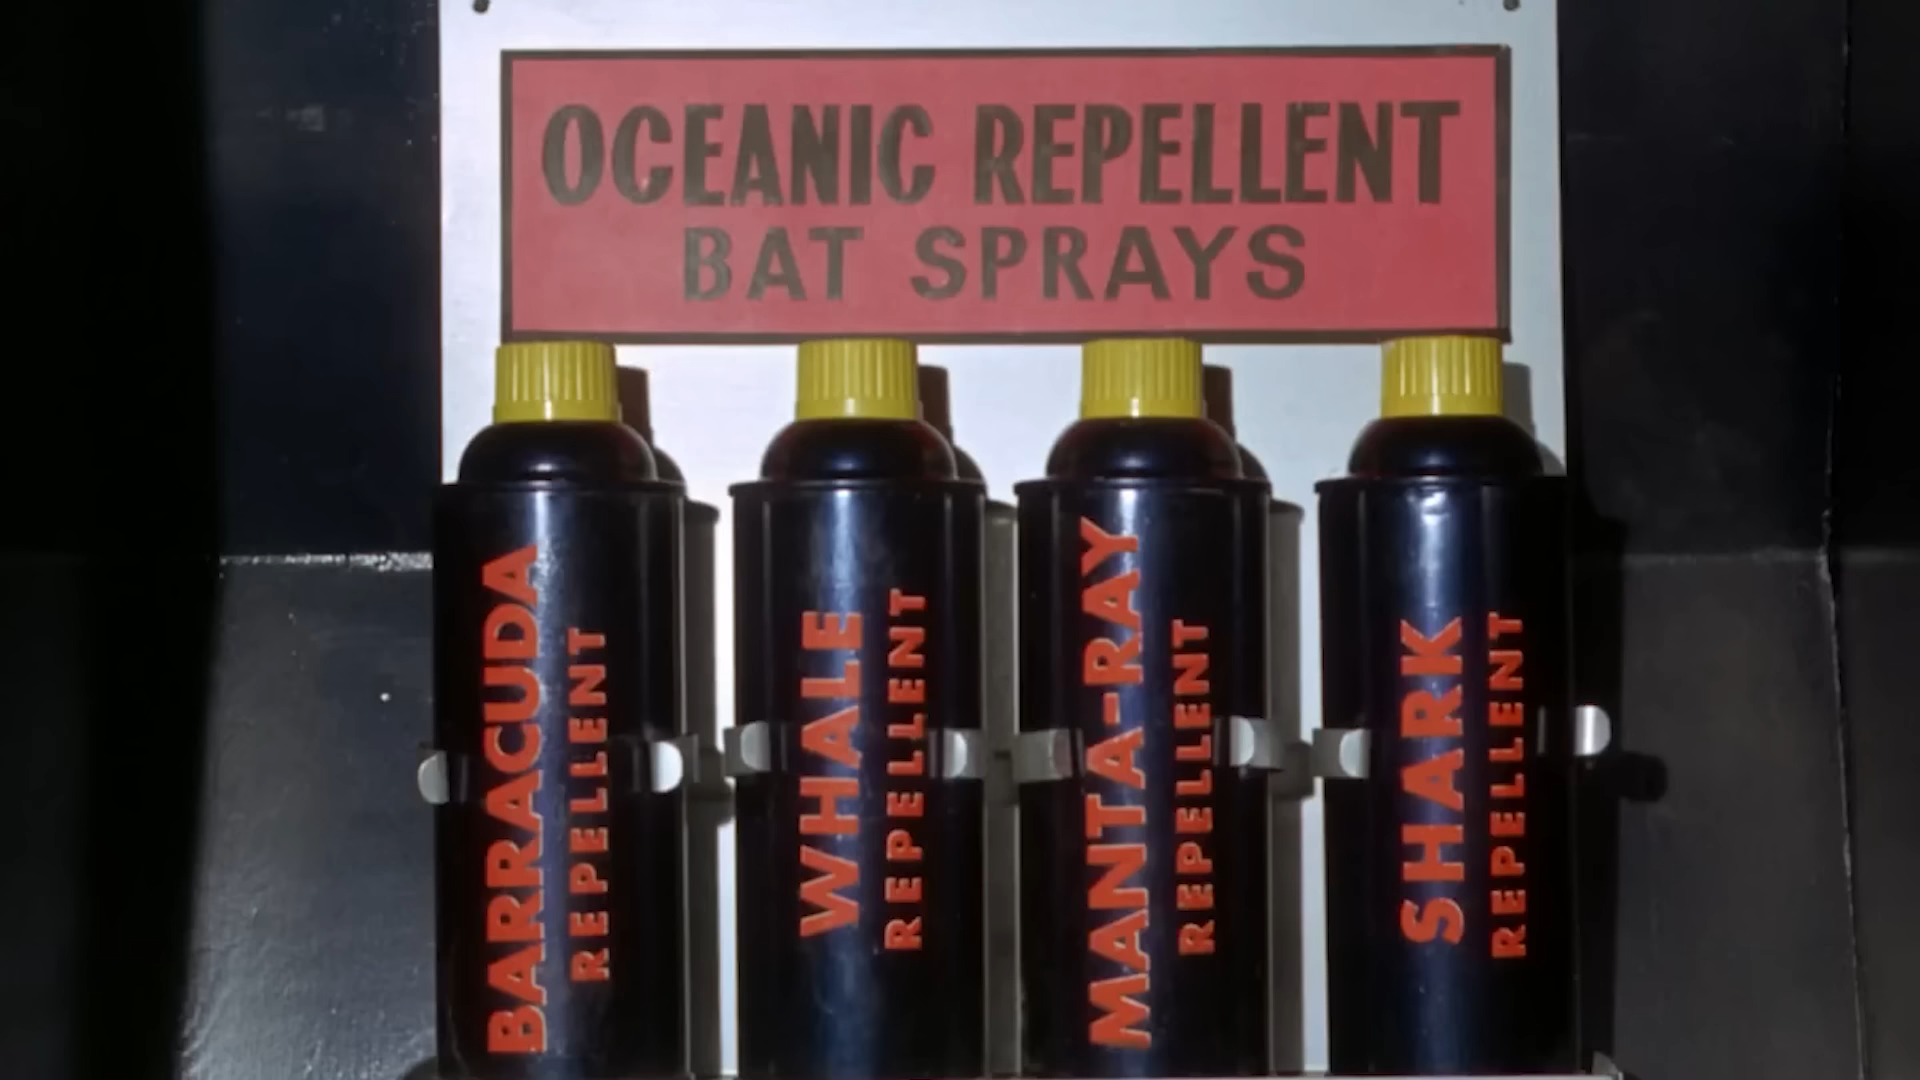 OCEANIC REPELLENT
BAT SPRAYS
BARRACUDA
REPELLENT
WHALE
REPELLENT
MANTA-RAY
REPELLENT
SHARK
REPELLENT